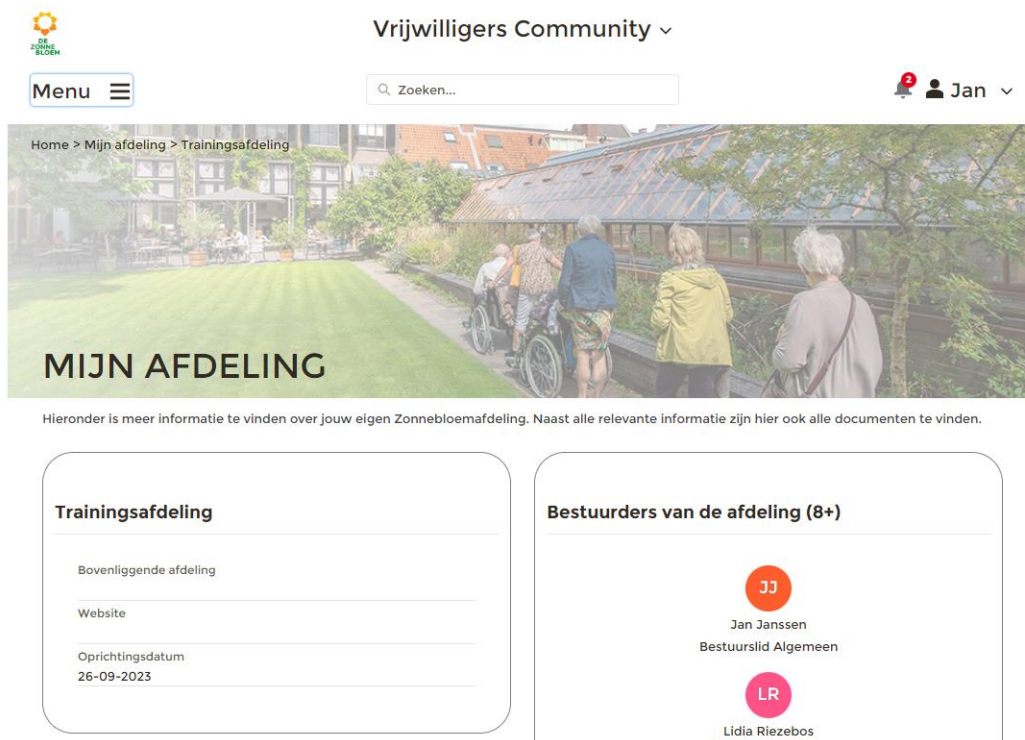 DE
ZONNE
BLOEM
Vrijwilligers Community
Menu
Zoeken...
2
Jan
Home > Mijn afdeling > Trainingsafdeling
MIJN AFDELING
Hieronder is meer informatie te vinden over jouw eigen Zonnebloemafdeling. Naast alle relevante informatie zijn hier ook alle documenten te vinden.
Trainingsafdeling
Bovenliggende afdeling
Website
Oprichtingsdatum
26-09-2023
Bestuurders van de afdeling (8+)
JJ
Jan Janssen
Bestuurslid Algemeen
LR
Lidia Riezebos